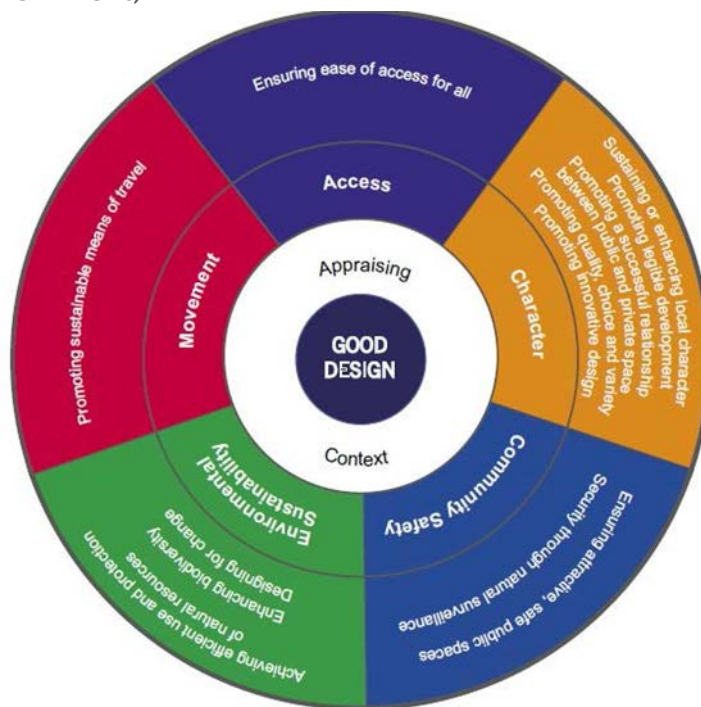 Ensuring ease of access for all
Access
Sustaining or enhancing local character
Promoting legible development
Promoting a successful relationship
between public and private space
Promoting quality, choice and variety
Promoting innovative design
Character
Community Safety
Security through natural surveillance
Ensuring attractive, safe public spaces
Environmental
Sustainability
Achieving efficient use and protection
of natural resources
Enhancing biodiversity
Designing for change
Movement
Promoting sustainable means of travel
Appraising
GOOD
DESIGN
Context